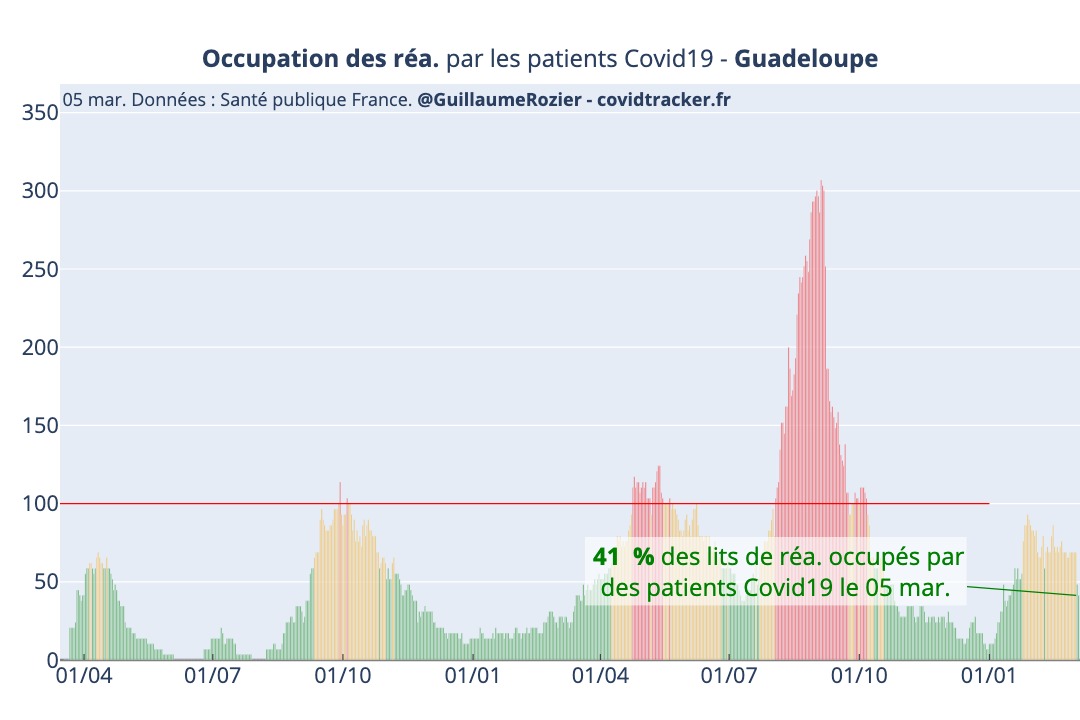 Occupation des réa. par les patients Covid19 - Guadeloupe
05 mar. Données : Santé publique France. @GuillaumeRozier - covidtracker.fr
350
300
250
200
150
100
50
0
41 % des lits de réa. occupés par
des patients Covid19 le 05 mar.
01/04 01/07 01/10 01/01 01/04 01/07 01/10 01/01